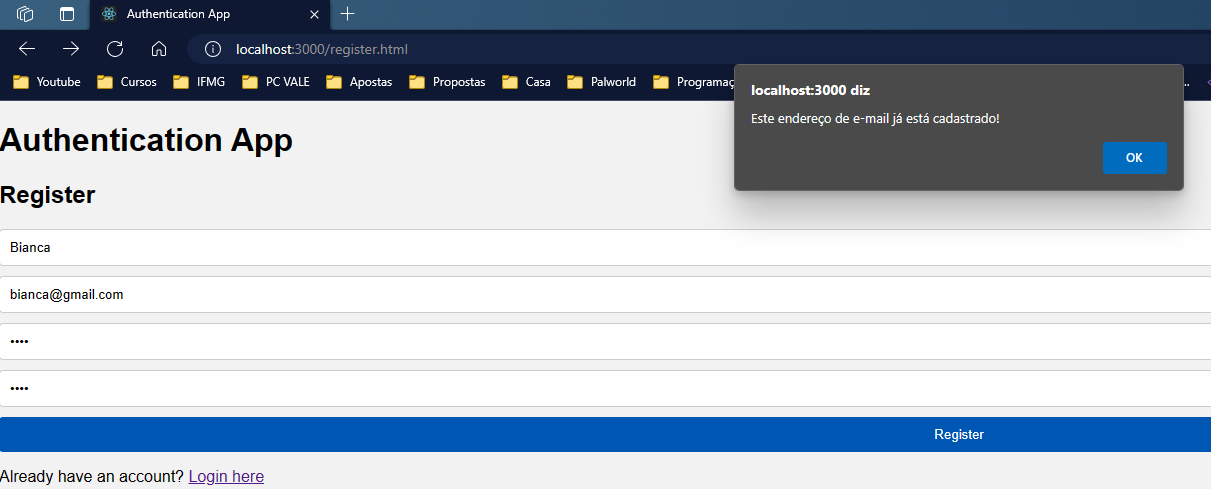 Authentication App
localhost:3000/register.html
Youtube Cursos IFMG PC VALE Apostas Propostas Casa Palworld Programaç
localhost:3000 diz
Este endereço de e-mail já está cadastrado!
OK
Authentication App
Register
Bianca
bianca@gmail.com
••••
••••
Register
Already have an account? Login here